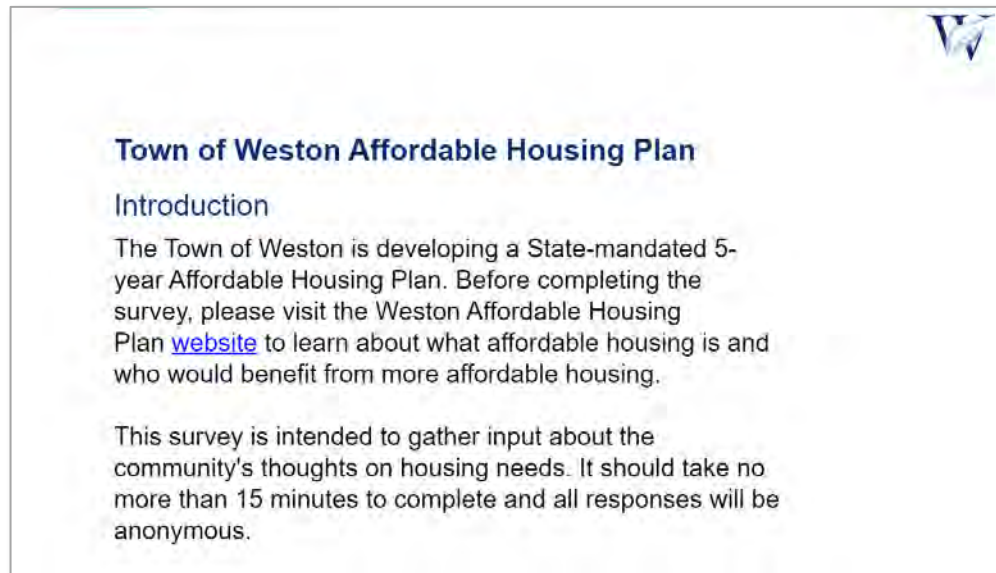 W
Town of Weston Affordable Housing Plan
Introduction
The Town of Weston is developing a State-mandated 5-
year Affordable Housing Plan. Before completing the
survey, please visit the Weston Affordable Housing
Plan website to learn about what affordable housing is and
who would benefit from more affordable housing.
This survey is intended to gather input about the
community's thoughts on housing needs. It should take no
more than 15 minutes to complete and all responses will be
anonymous.